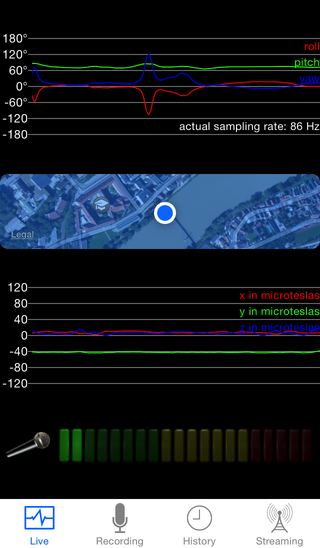 180°
roll
120°
pitch
60°
yaw
0°
-60°
-120°
actual sampling rate: 86 Hz
-180
Legal
120
x in microteslas
80
y in microteslas
40
z in microteslas
0
-40
-80
-120
Live
Recording
History
Streaming